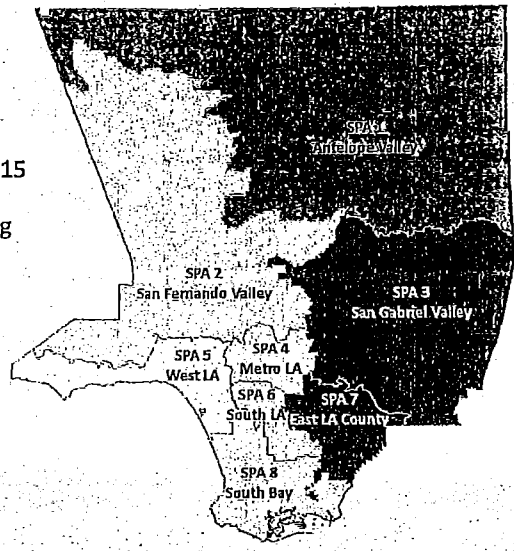 SPA 1
Antelope Valley
15
g
SPA 2
San Fernando Valley
SPA 3
San Gabriel Valley
SPA 5
West LA
SPA 4
Metro LA
SPA 6
South LA
SPA 7
East LA County
SPA 8
South Bay